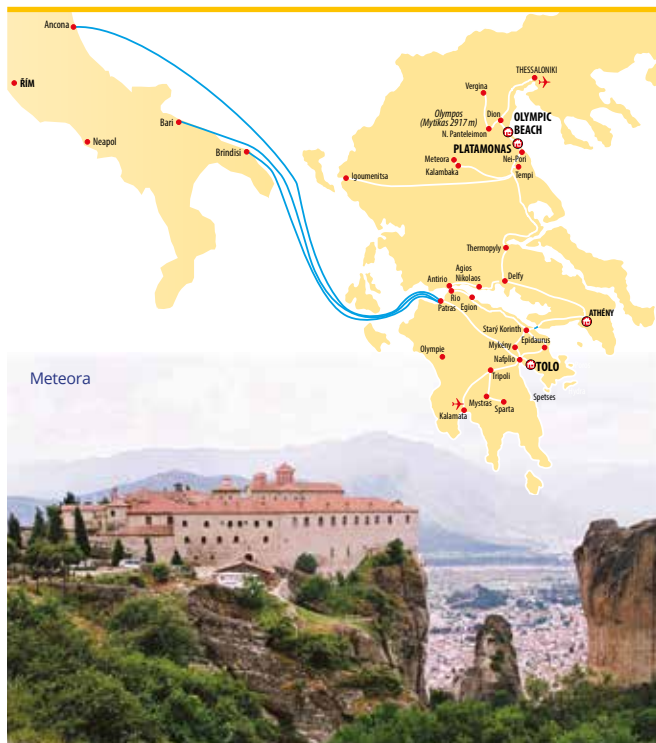 Ancona
ŘÍM
Neapol
Bari
Brindisi
THESSALONIKI
Vergina
Olympos
(Mytikas 2917 m)
Dion
OLYMPIC
BEACH
N. Panteleimon
PLATAMONAS
Nei-Pori
Meteora
Kalambaka
Tempi
Igoumenitsa
Thermopyly
Agios
Nikolaos
Antirio
Delfy
Rio
Patras
Egion
ATHÉNY
Starý Korinth
Epidaurus
Mykény
Olympie
Nafplio
TOLO
Tripoli
Mystras
Sparta
Spetses
Kalamata
Meteora